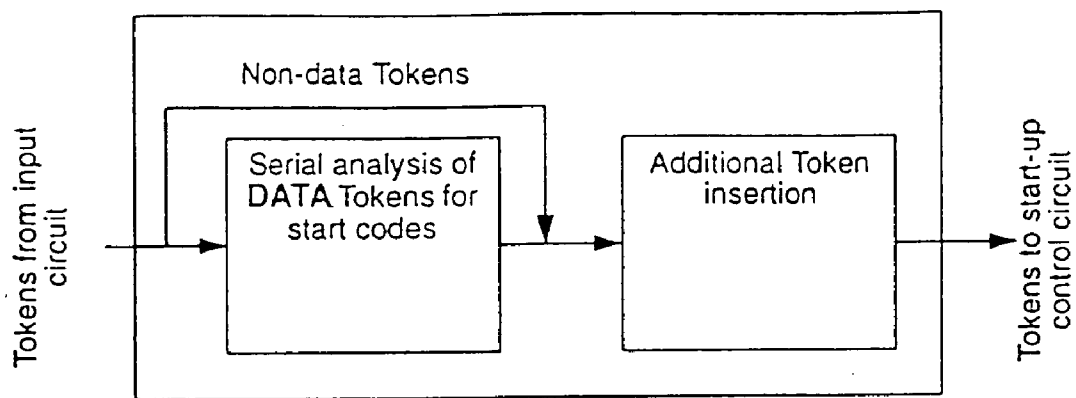 Non-data Tokens
Tokens from input
circuit
Serial analysis of
DATA Tokens for
start codes
Additional Token
insertion
Tokens to start-up
control circuit